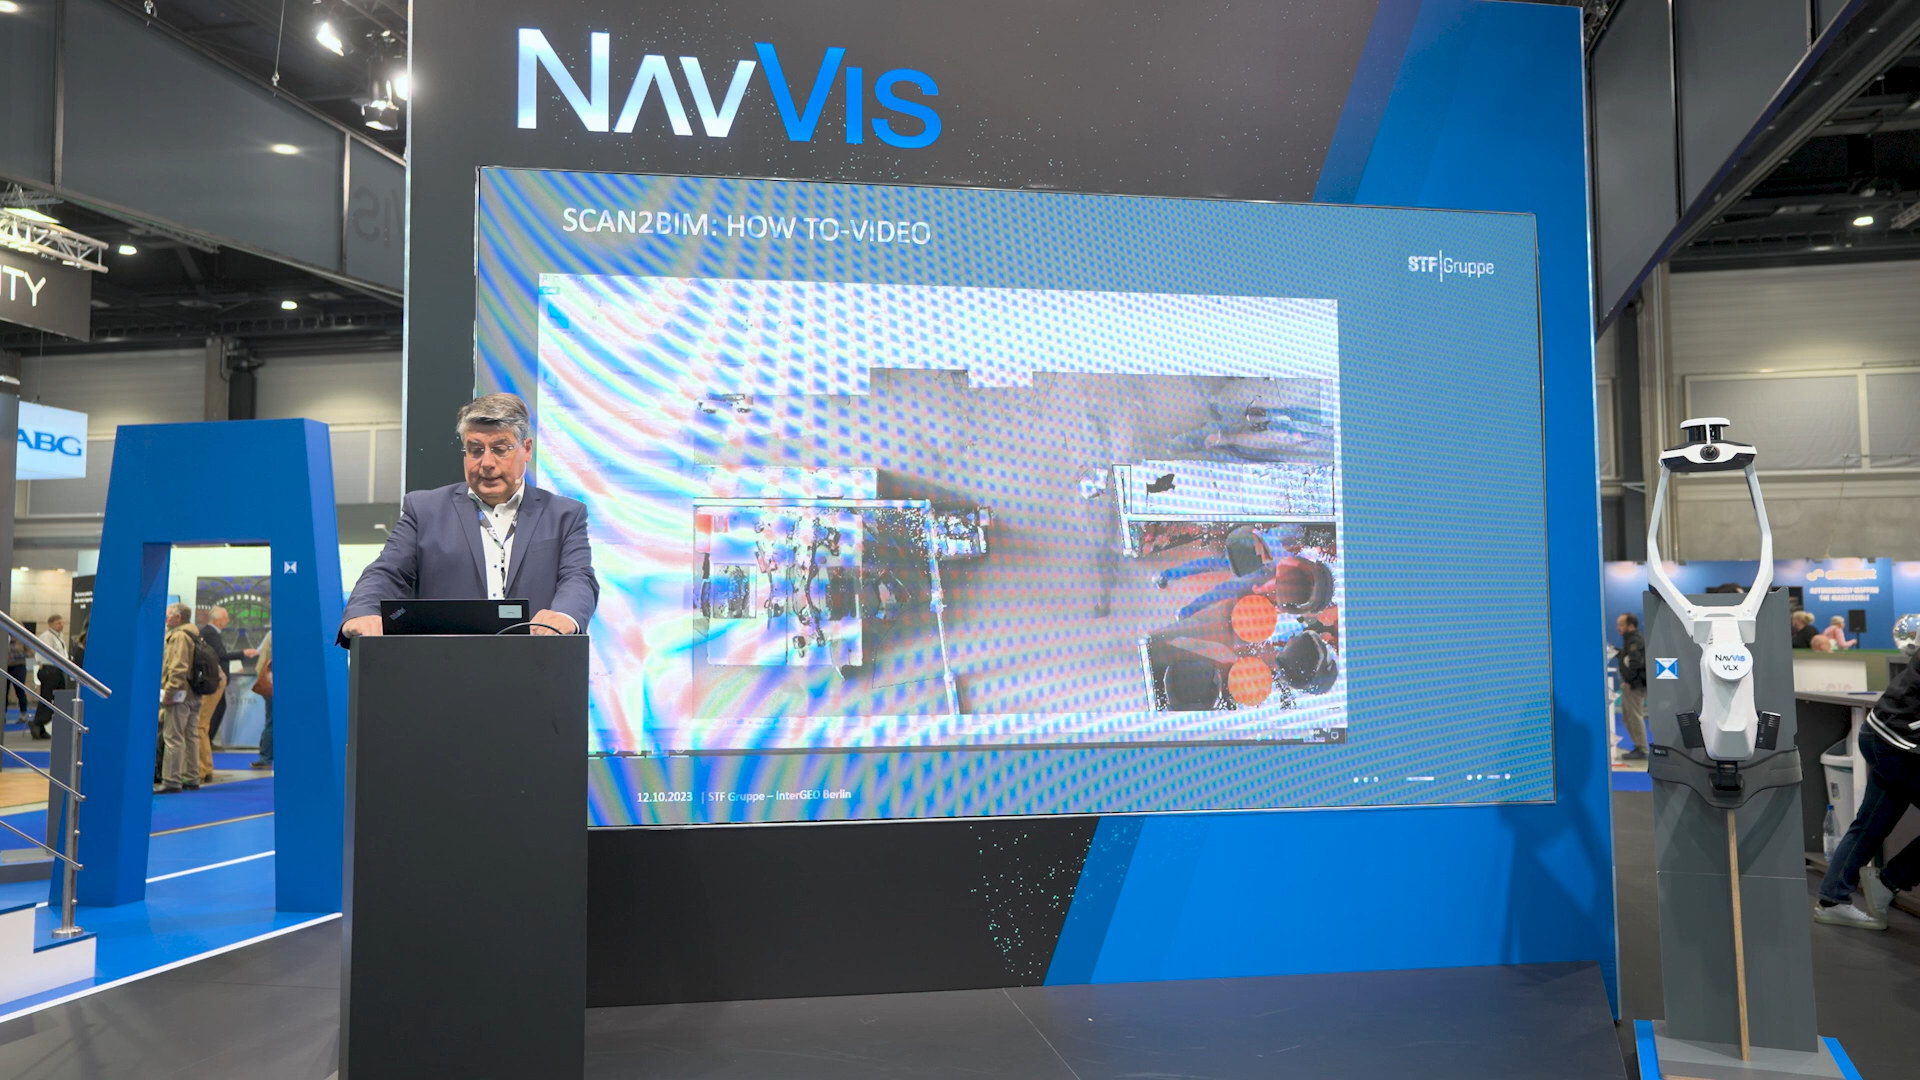 NavVis
SCAN2BIM: HOW TO-VIDEO
STF|Gruppe
ITY
ABG
NavVis
VLX
12.10.2023 | STF Gruppe – InterGEO Berlin